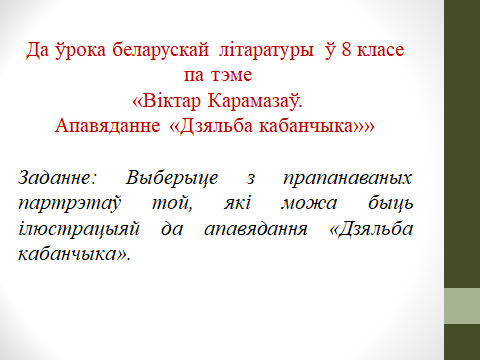 Да ўрока беларускай літаратуры ў 8 класе
па тэме
«Віктар Карамазаў.
Апавяданне «Дзяльба кабанчыка»»
Заданне: Выберыце з прапанаваных
партрэтаў той, які можа быць
ілюстрацыяй да апавядання «Дзяльба
кабанчыка».